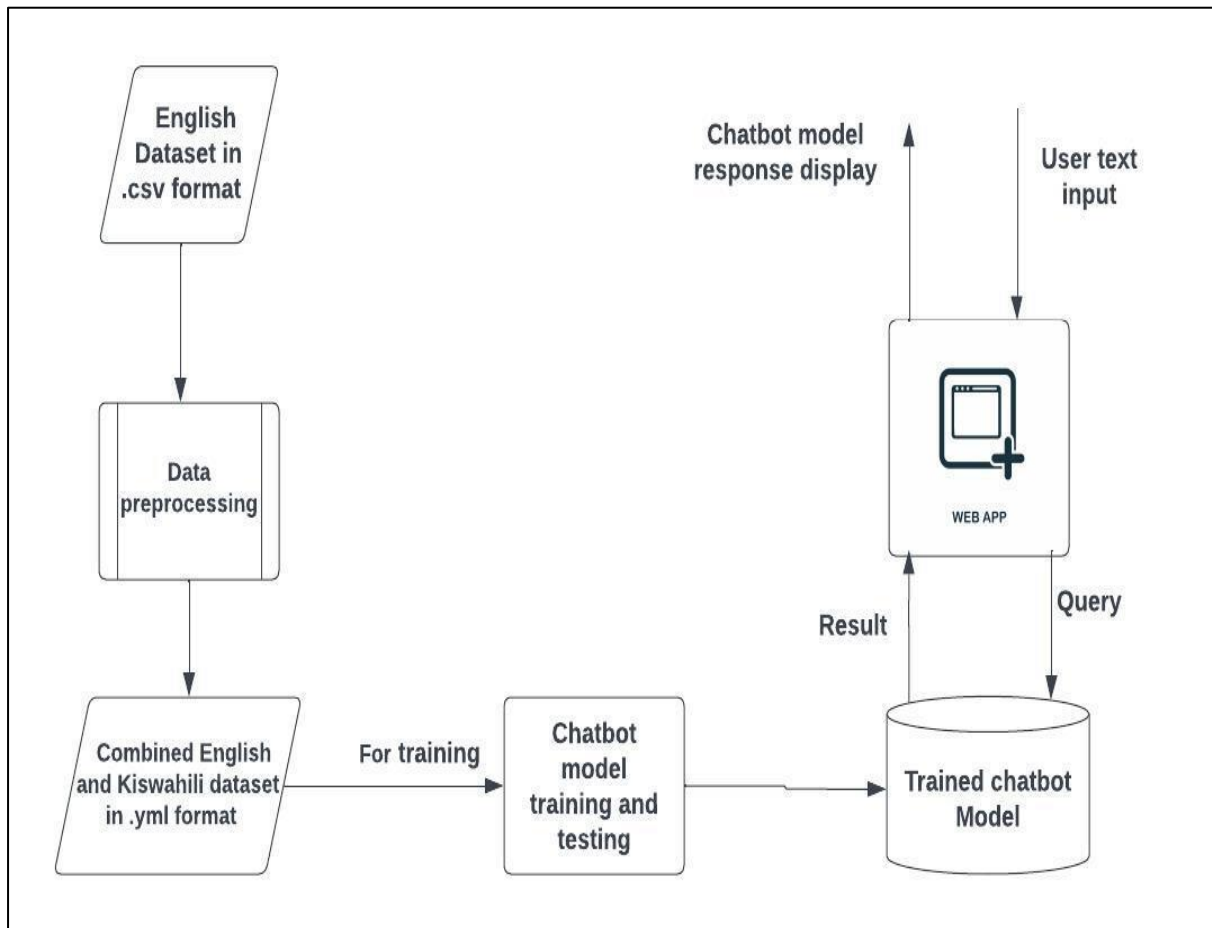 English
Dataset in
.csv format
Data
preprocessing
Combined English
and Kiswahili dataset
in .yml format
For training
Chatbot
model
training and
testing
Trained chatbot
Model
Result
Query
WEB APP
Chatbot model
response display
User text
input